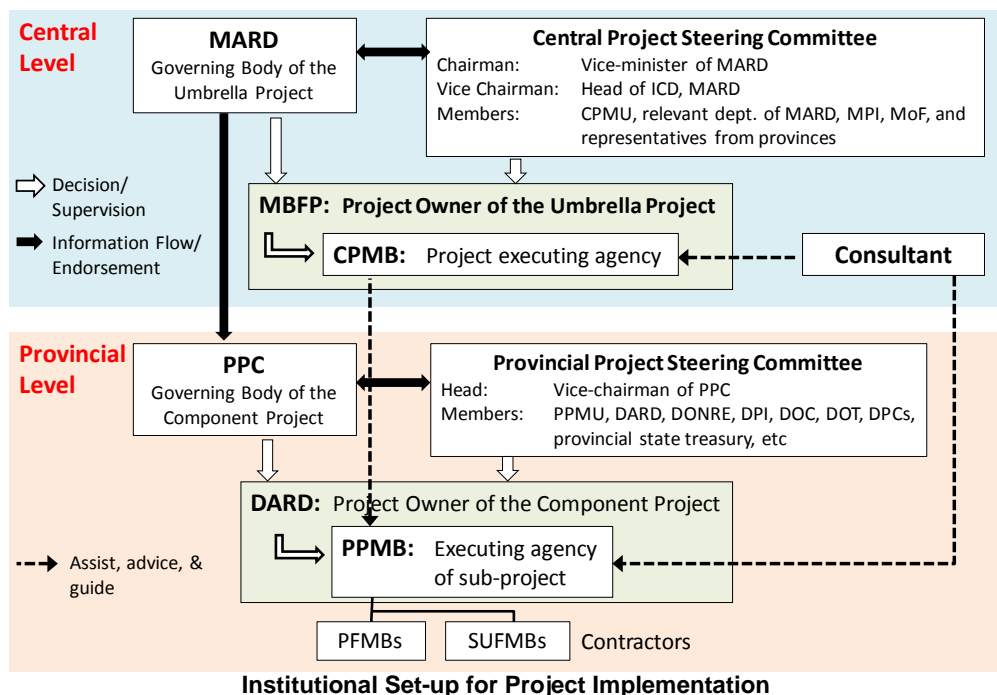 Central
Level
MARD
Governing Body of the
Umbrella Project
Central Project Steering Committee
Chairman: Vice-minister of MARD
Vice Chairman: Head of ICD, MARD
Members: CPMU, relevant dept. of MARD, MPI, MoF, and
representatives from provinces
Decision/
Supervision
Information Flow/
Endorsement
MBFP: Project Owner of the Umbrella Project
CPMB: Project executing agency
Consultant
Provincial
Level
PPC
Governing Body of the
Component Project
Provincial Project Steering Committee
Head: Vice-chairman of PPC
Members: PPMU, DARD, DONRE, DPI, DOC, DOT, DPCs,
provincial state treasury, etc
DARD: Project Owner of the Component Project
PPMB: Executing agency
of sub-project
Assist, advice, &
guide
PFMBs
SUFMBs
Contractors
Institutional Set-up for Project Implementation